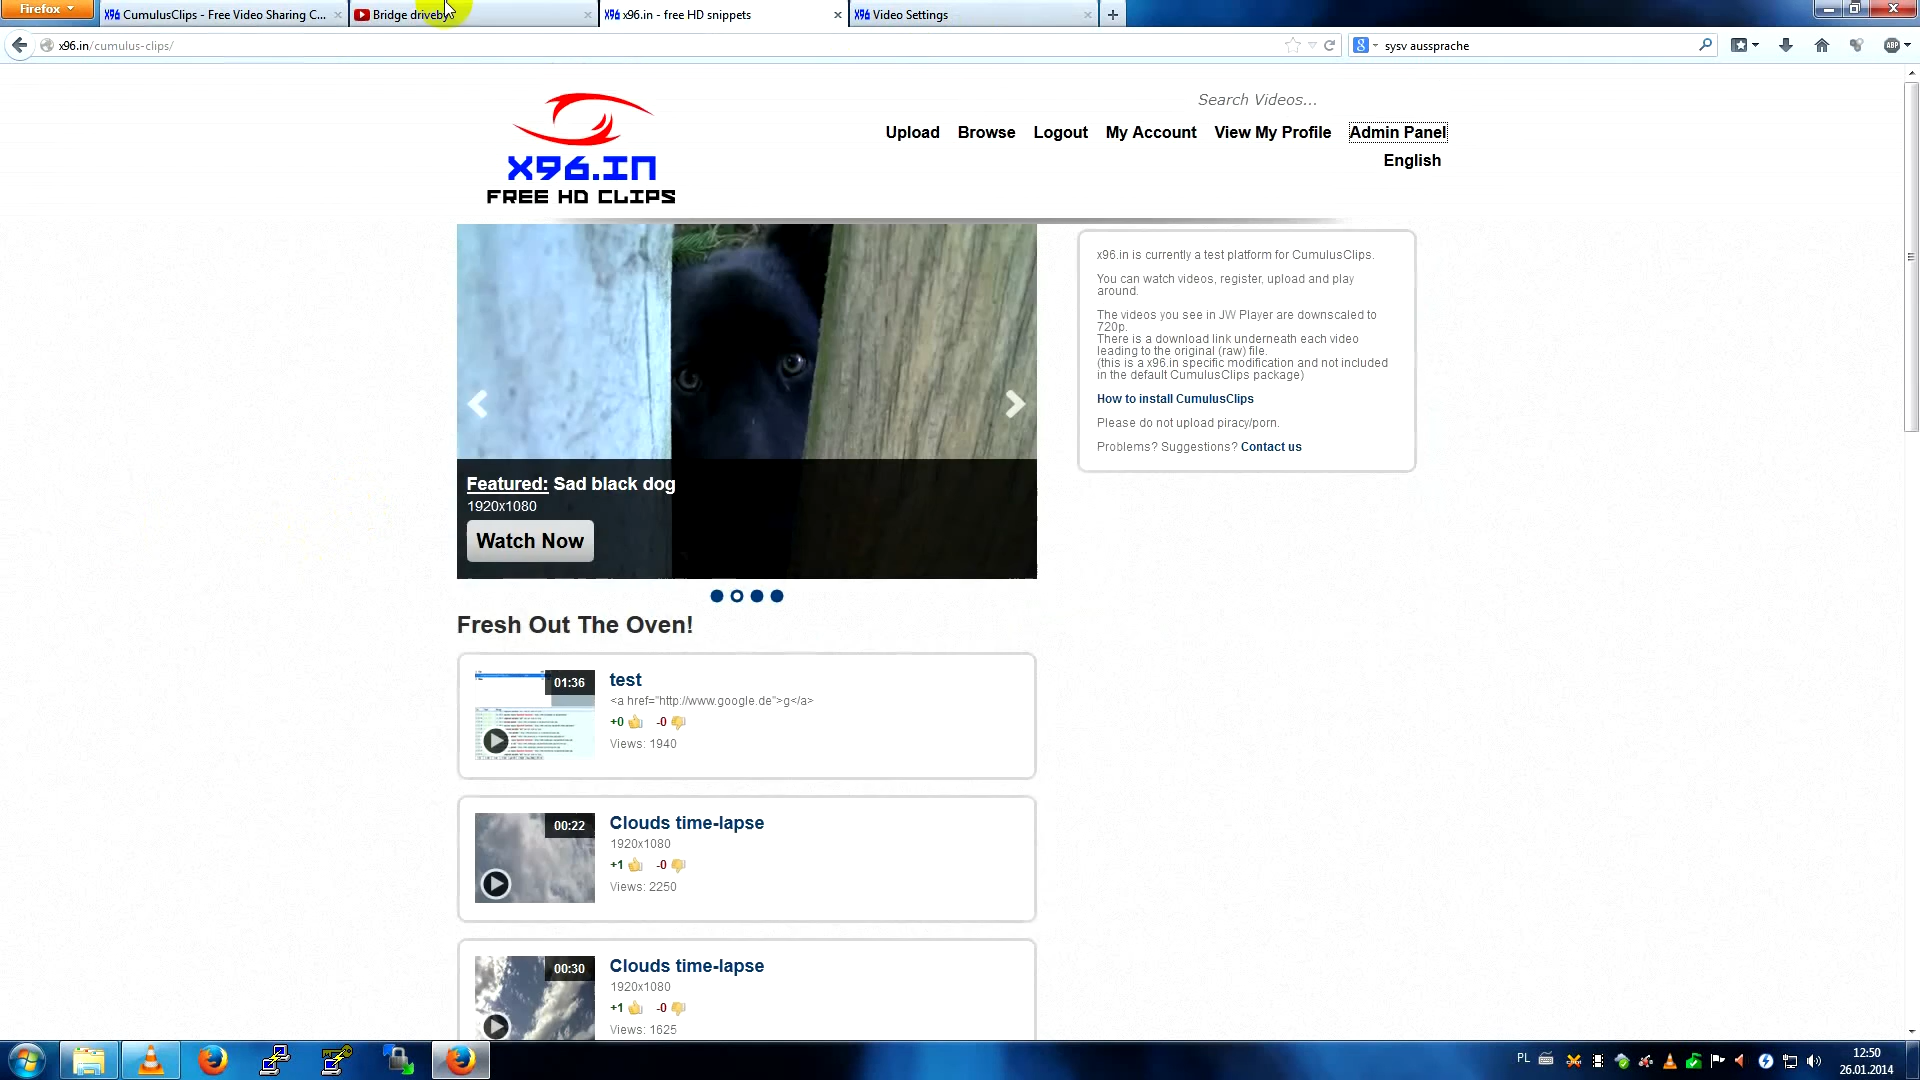 Firefox
X96 CumulusClips - Free Video Sharing C...
Bridge driveby
X96 x96.in - free HD snippets
X96 Video Settings
x96.in/cumulus-clips/
sysv aussprache
ABP
Search Videos...
X96.IN
FREE HD CLIPS
Upload Browse Logout My Account View My Profile Admin Panel
English
x96.in is currently a test platform for CumulusClips.
You can watch videos, register, upload and play
around.
The videos you see in JW Player are downscaled to
720p.
There is a download link underneath each video
leading to the original (raw) file.
(this is a x96.in specific modification and not included
in the default CumulusClips package)
How to install CumulusClips
Please do not upload piracy/porn.
Problems? Suggestions? Contact us
Featured: Sad black dog
1920x1080
Watch Now
Fresh Out The Oven!
01:36
test
<a href="http://www.google.de">g</a>
+0 -0
Views: 1940
00:22
Clouds time-lapse
1920x1080
+1 -0
Views: 2250
00:30
Clouds time-lapse
1920x1080
+1 -0
Views: 1625
PL
12:50
26.01.2014